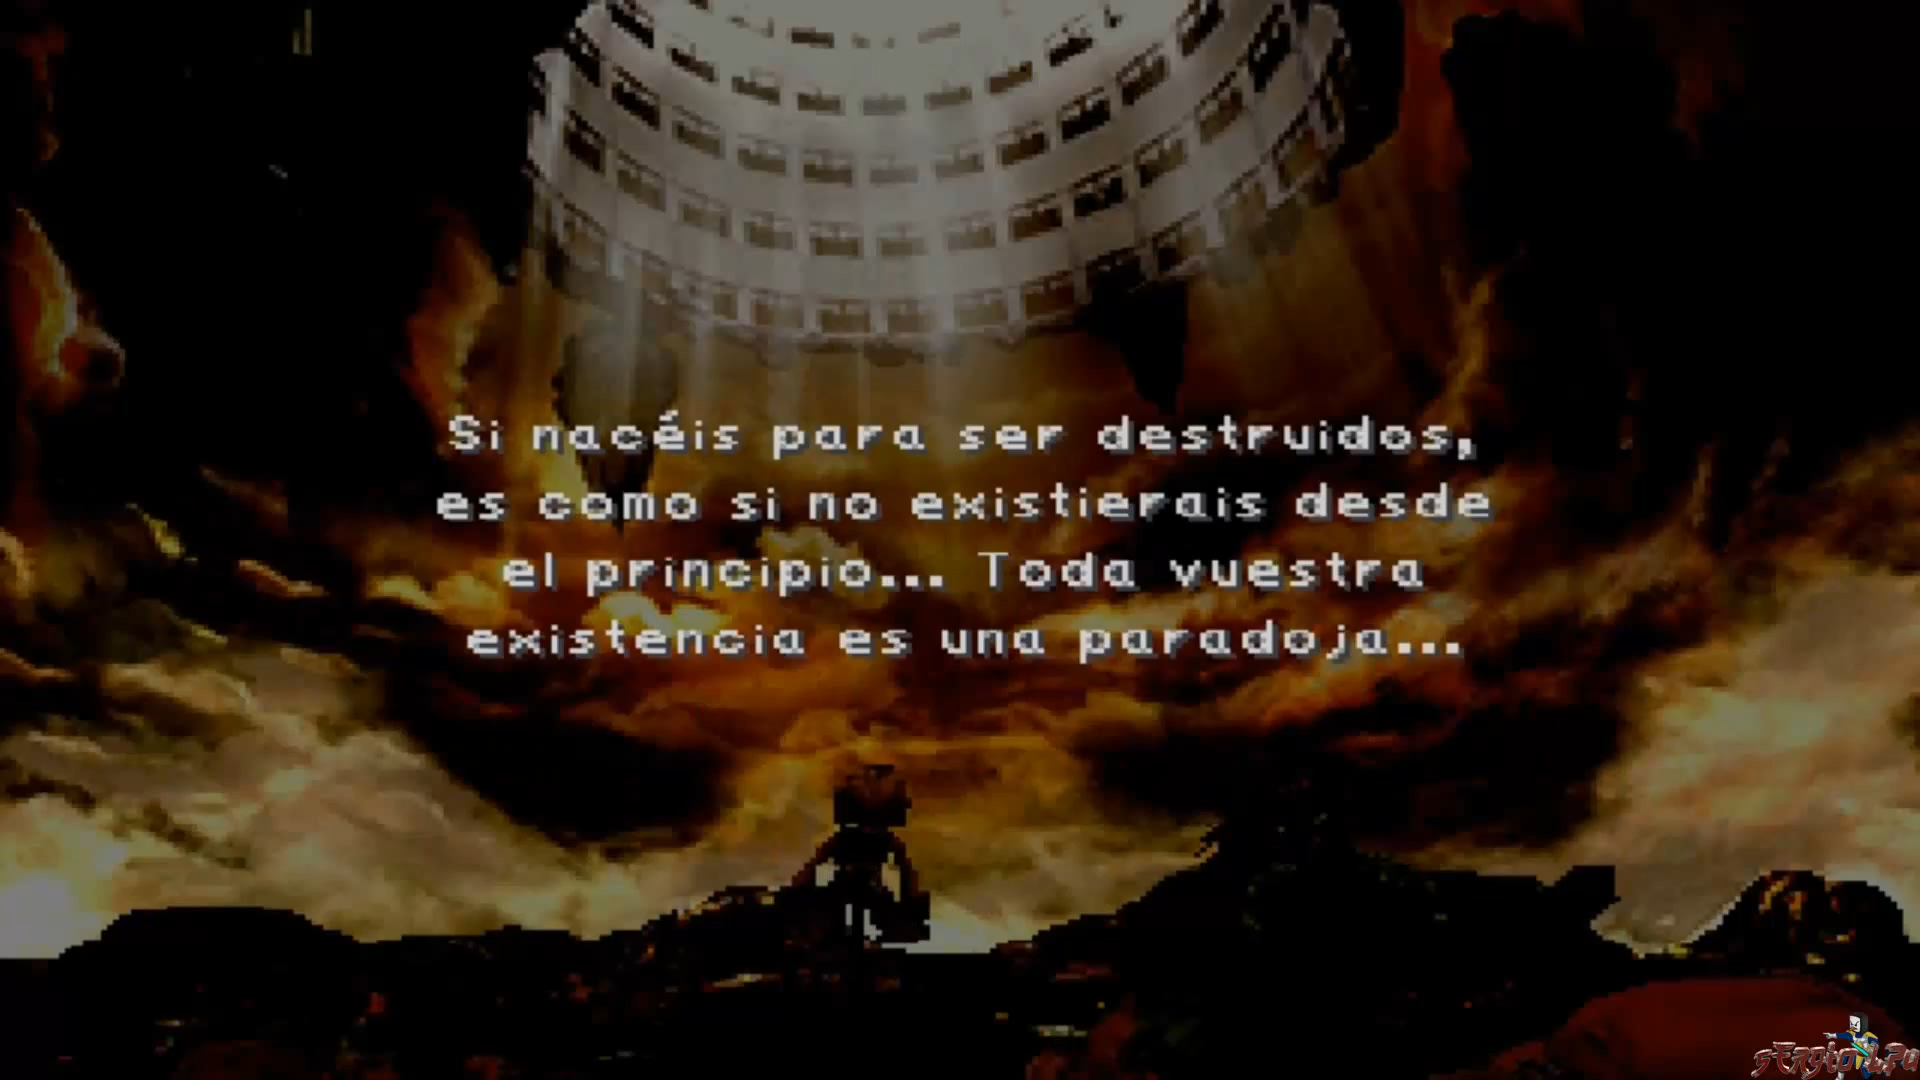 Si nacéis para ser destruidos,
es como si no existierais desde
el principio... Toda vuestra
existencia es una paradoja...